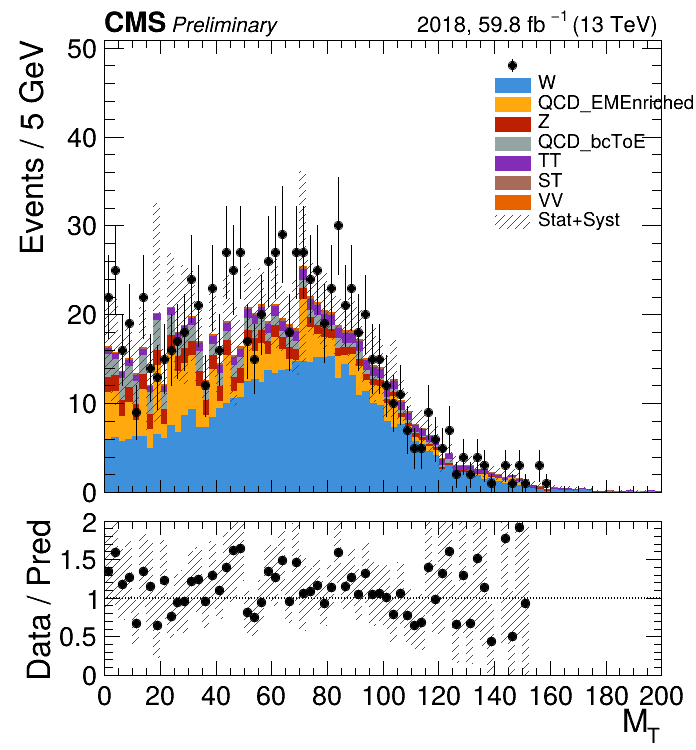 CMS Preliminary 2018, 59.8 fb⁻¹ (13 TeV)
Events / 5 GeV
50
40
30
20
10
0
W
QCD_EMEnriched
Z
QCD_bcToE
TT
ST
VV
Stat+Syst
Data / Pred
2
1.5
1
0.5
0
0 20 40 60 80 100 120 140 160 180 200
M_T